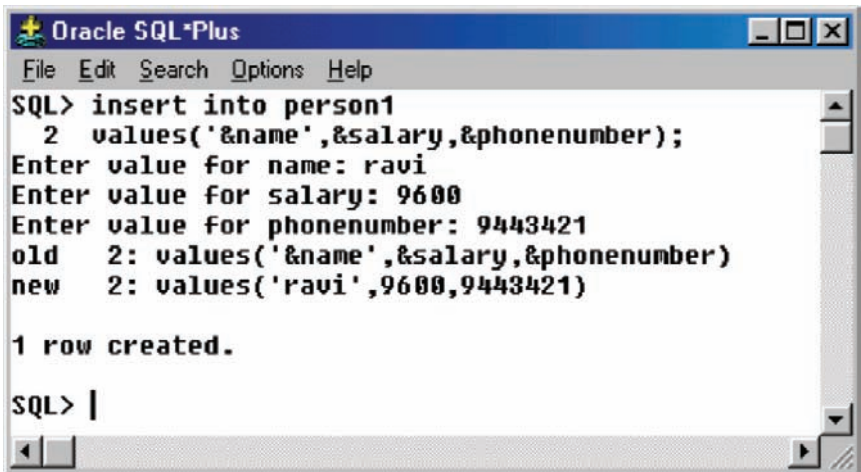 Oracle SQL*Plus
File Edit Search Options Help
SQL> insert into person1
2 values('&name',&salary,&phonenumber);
Enter value for name: ravi
Enter value for salary: 9600
Enter value for phonenumber: 9443421
old 2: values('&name',&salary,&phonenumber)
new 2: values('ravi',9600,9443421)
1 row created.
SQL>